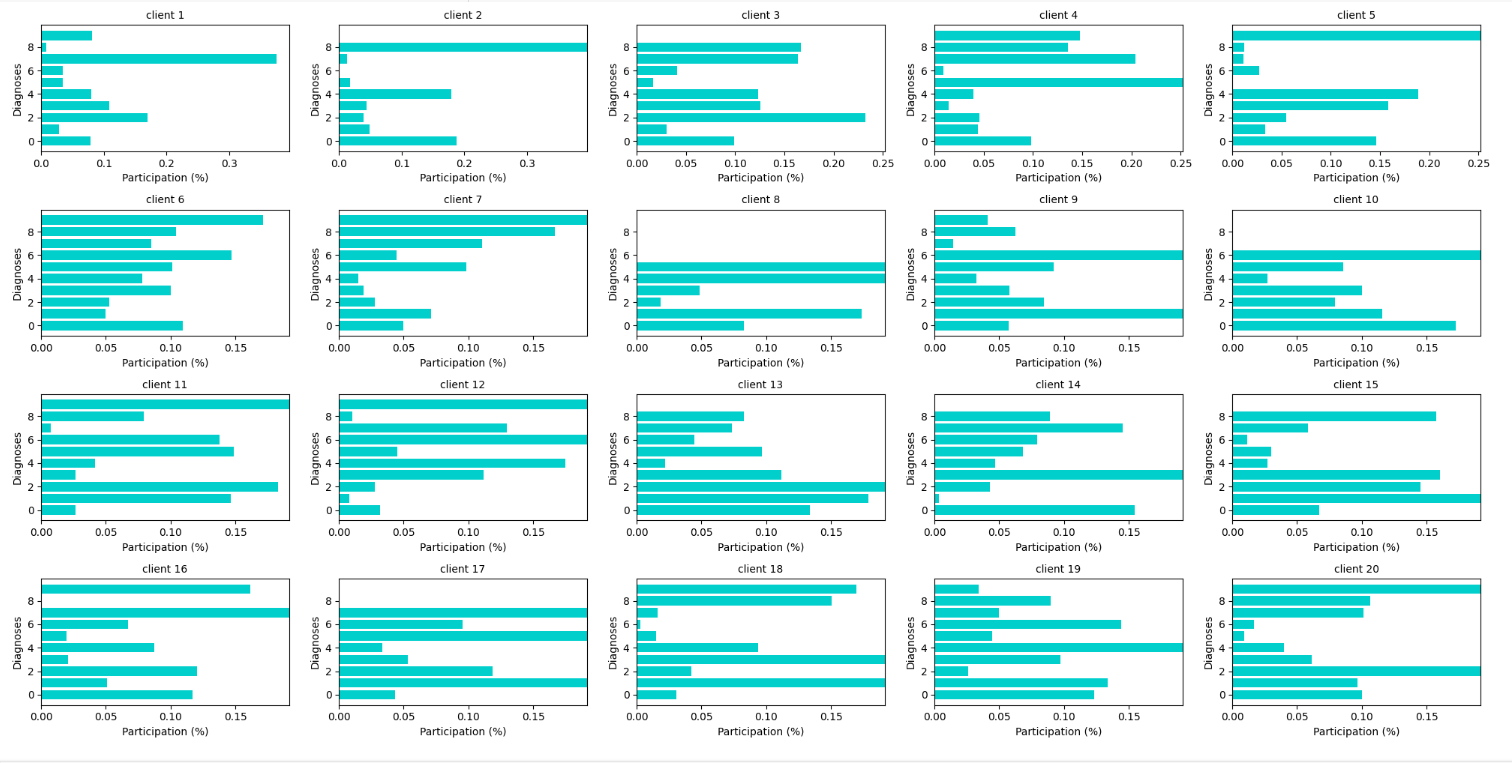 client 1 client 2 client 3 client 4 client 5
Diagnoses 8 6 4 2 0 Diagnoses 8 6 4 2 0 Diagnoses 8 6 4 2 0 Diagnoses 8 6 4 2 0 Diagnoses 8 6 4 2 0
0.0 0.1 0.2 0.3 0.0 0.1 0.2 0.3 0.00 0.05 0.10 0.15 0.20 0.25 0.00 0.05 0.10 0.15 0.20 0.25 0.00 0.05 0.10 0.15 0.20 0.25
Participation (%) Participation (%) Participation (%) Participation (%) Participation (%)
client 6 client 7 client 8 client 9 client 10
Diagnoses 8 6 4 2 0 Diagnoses 8 6 4 2 0 Diagnoses 8 6 4 2 0 Diagnoses 8 6 4 2 0 Diagnoses 8 6 4 2 0
0.00 0.05 0.10 0.15 0.00 0.05 0.10 0.15 0.00 0.05 0.10 0.15 0.00 0.05 0.10 0.15 0.00 0.05 0.10 0.15
Participation (%) Participation (%) Participation (%) Participation (%) Participation (%)
client 11 client 12 client 13 client 14 client 15
Diagnoses 8 6 4 2 0 Diagnoses 8 6 4 2 0 Diagnoses 8 6 4 2 0 Diagnoses 8 6 4 2 0 Diagnoses 8 6 4 2 0
0.00 0.05 0.10 0.15 0.00 0.05 0.10 0.15 0.00 0.05 0.10 0.15 0.00 0.05 0.10 0.15 0.00 0.05 0.10 0.15
Participation (%) Participation (%) Participation (%) Participation (%) Participation (%)
client 16 client 17 client 18 client 19 client 20
Diagnoses 8 6 4 2 0 Diagnoses 8 6 4 2 0 Diagnoses 8 6 4 2 0 Diagnoses 8 6 4 2 0 Diagnoses 8 6 4 2 0
0.00 0.05 0.10 0.15 0.00 0.05 0.10 0.15 0.00 0.05 0.10 0.15 0.00 0.05 0.10 0.15 0.00 0.05 0.10 0.15
Participation (%) Participation (%) Participation (%) Participation (%) Participation (%)